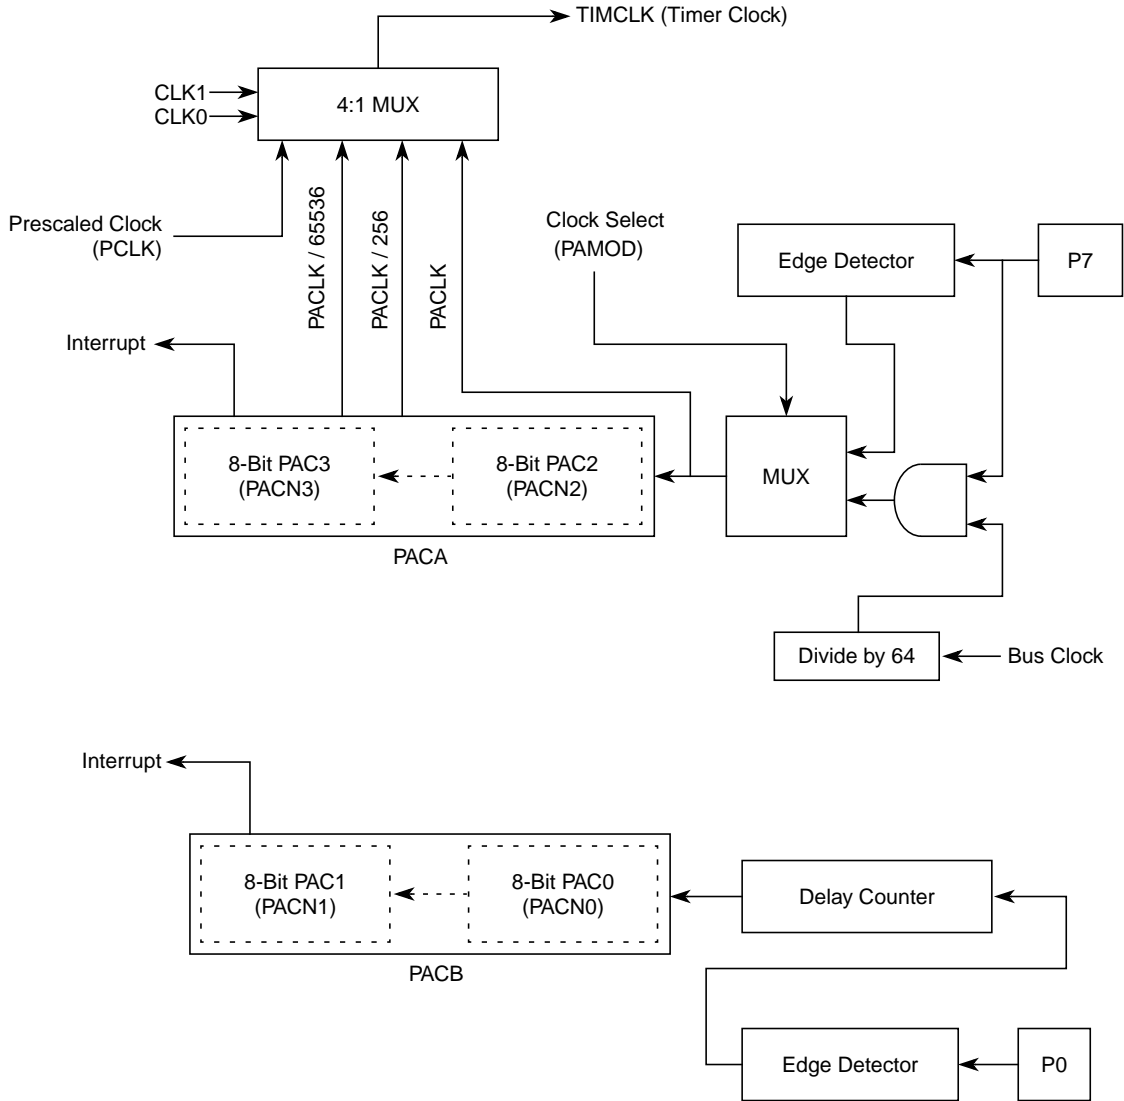 TIMCLK (Timer Clock)
CLK1
CLK0
4:1 MUX
Prescaled Clock
(PCLK)
PACLK / 65536
PACLK / 256
PACLK
Clock Select
(PAMOD)
Edge Detector
P7
Interrupt
8-Bit PAC3
(PACN3)
8-Bit PAC2
(PACN2)
MUX
PACA
Divide by 64
Bus Clock
Interrupt
8-Bit PAC1
(PACN1)
8-Bit PAC0
(PACN0)
Delay Counter
PACB
Edge Detector
P0